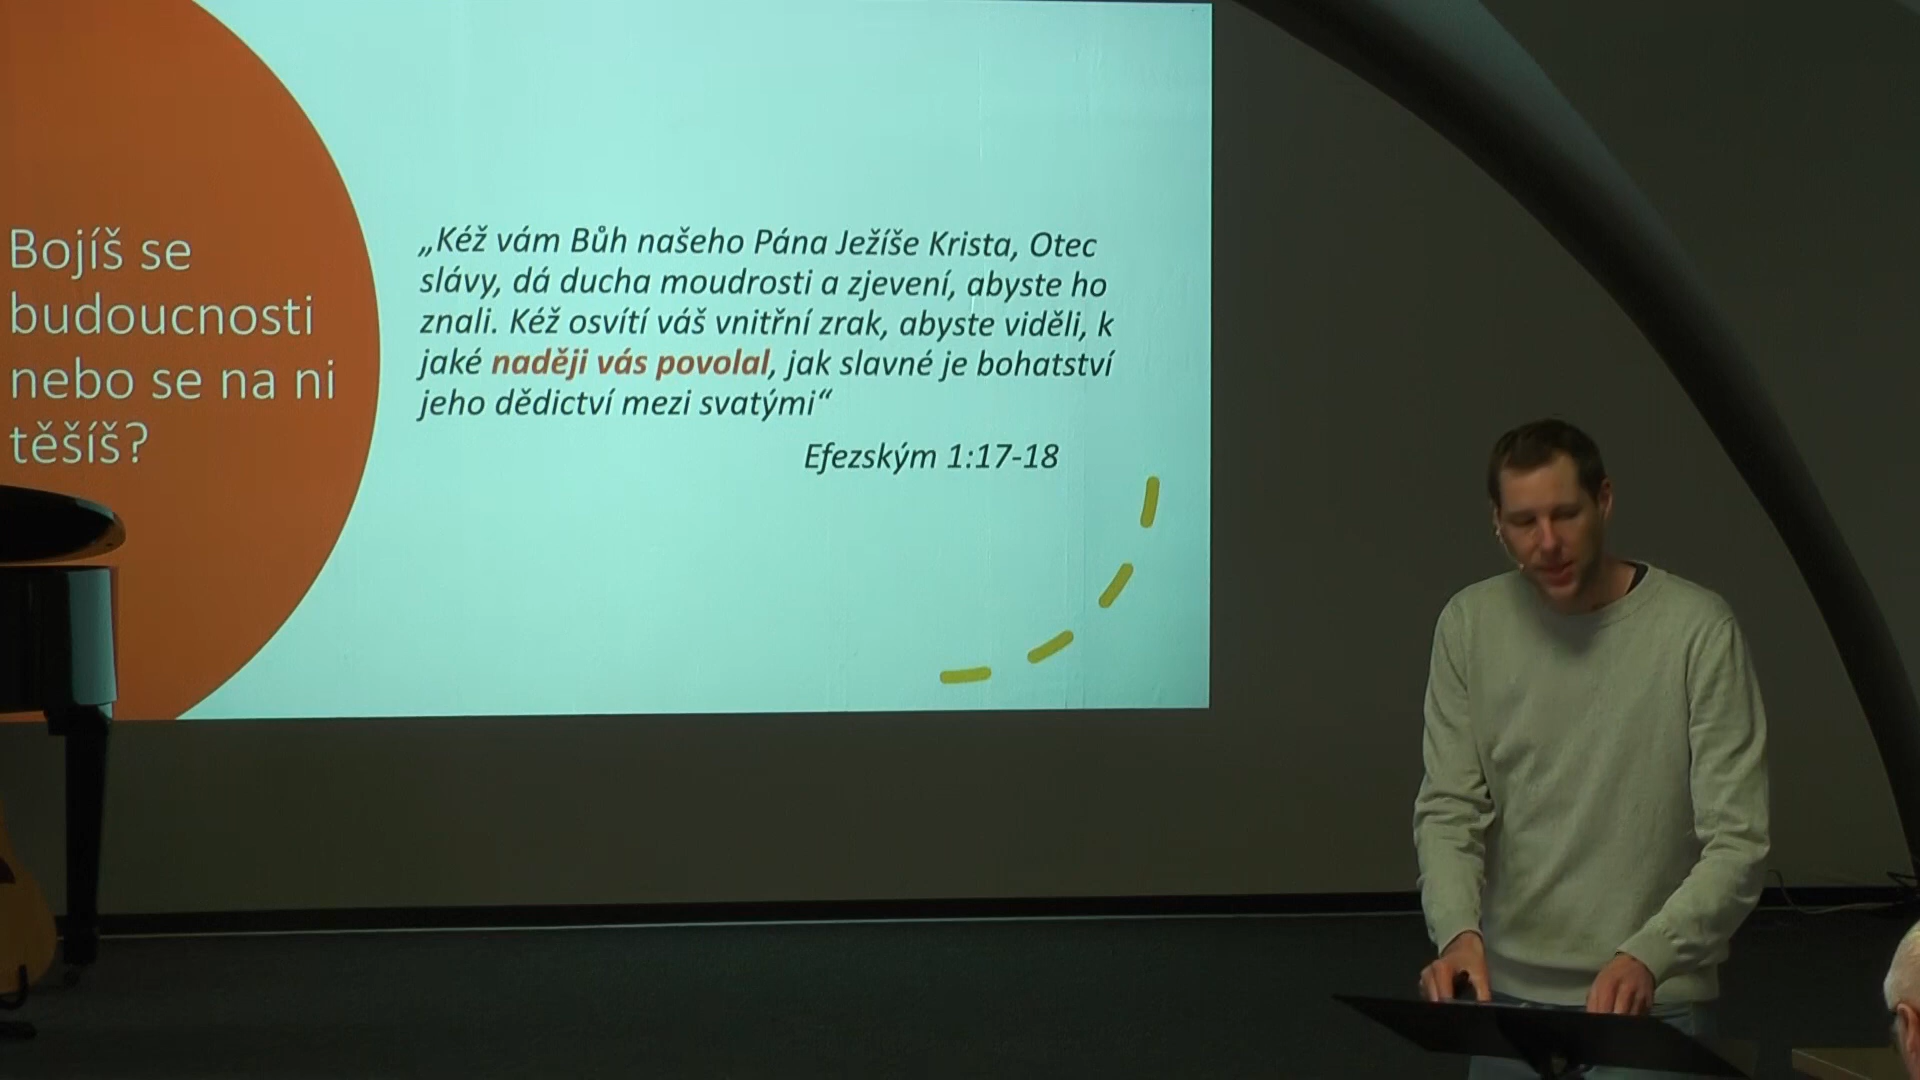 Bojíš se
budoucnosti
nebo se na ni
těšíš?
„Kéž vám Bůh našeho Pána Ježíše Krista, Otec
slávy, dá ducha moudrosti a zjevení, abyste ho
znali. Kéž osvítí váš vnitřní zrak, abyste viděli, k
jaké naději vás povolal, jak slavné je bohatství
jeho dědictví mezi svatými“
Efezským 1:17-18